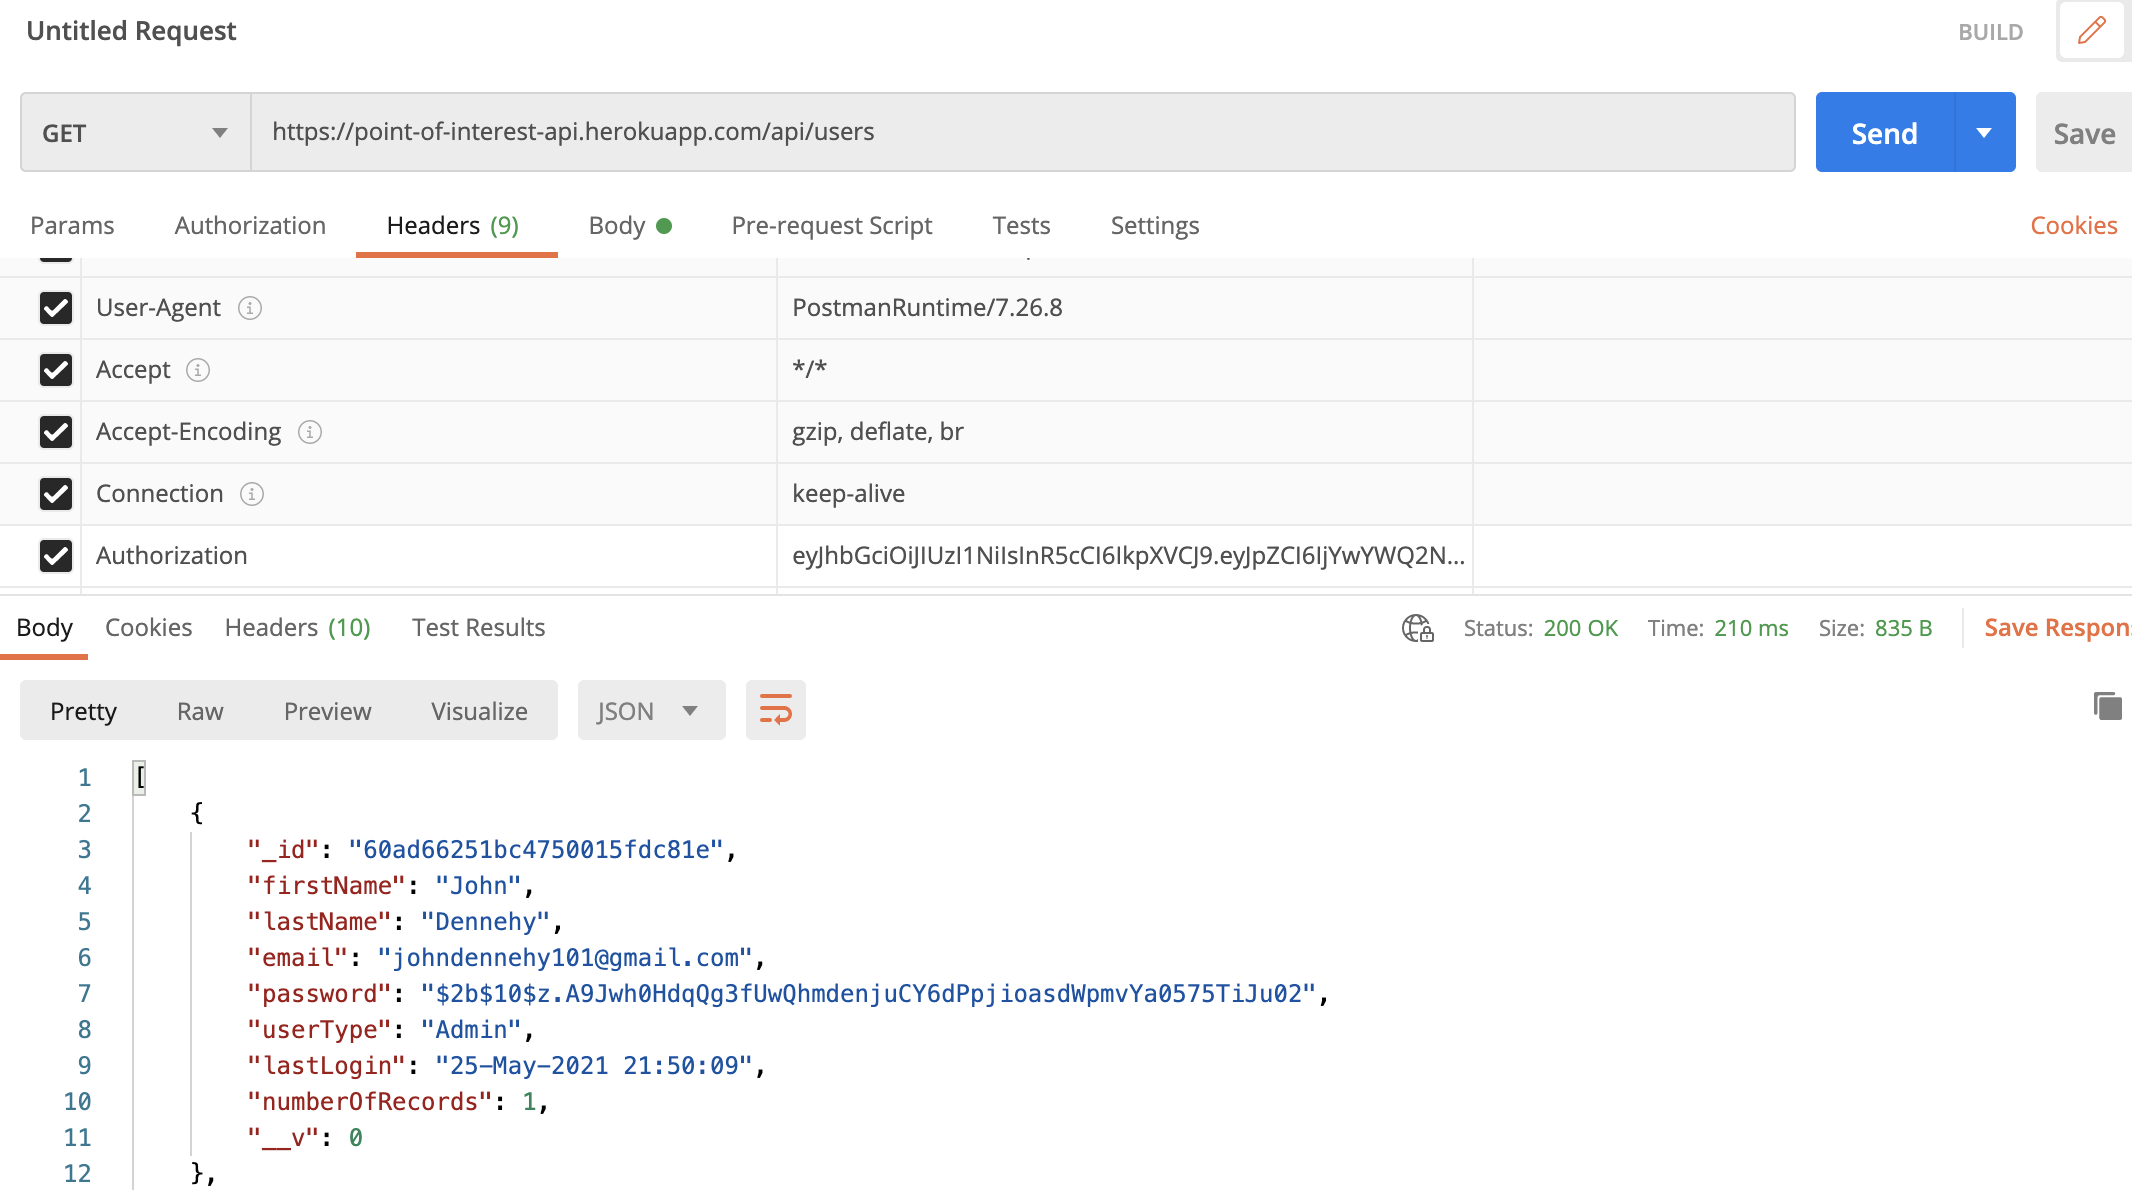 Untitled Request
BUILD
GET
https://point-of-interest-api.herokuapp.com/api/users
Send
Save
Params Authorization Headers (9) Body Pre-request Script Tests Settings Cookies
User-Agent PostmanRuntime/7.26.8
Accept */*
Accept-Encoding gzip, deflate, br
Connection keep-alive
Authorization eyJhbGciOiJIUzI1NiIsInR5cCI6IkpXVCJ9.eyJpZCI6IjYwYWQ2N...
Body Cookies Headers (10) Test Results Status: 200 OK Time: 210 ms Size: 835 B Save Respons
Pretty Raw Preview Visualize JSON
1 [
2 {
3 "_id": "60ad66251bc4750015fdc81e",
4 "firstName": "John",
5 "lastName": "Dennehy",
6 "email": "johndennehy101@gmail.com",
7 "password": "$2b$10$z.A9Jwh0HdqQg3fUwQhmdenjuCY6dPpjioasdWpmvYa0575TiJu02",
8 "userType": "Admin",
9 "lastLogin": "25-May-2021 21:50:09",
10 "numberOfRecords": 1,
11 "__v": 0
12 },